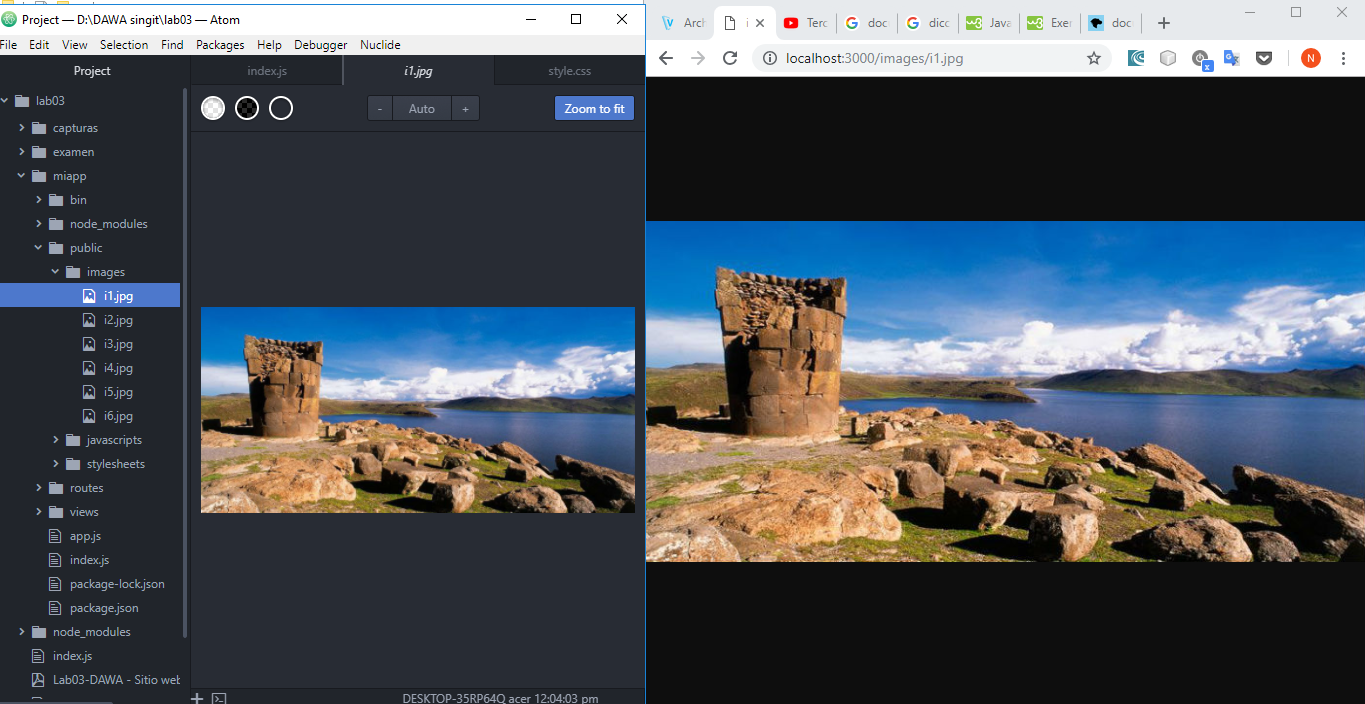 Project — D:\DAWA singit\lab03 — Atom
File Edit View Selection Find Packages Help Debugger Nuclide
Project
lab03
capturas
examen
miapp
bin
node_modules
public
images
i1.jpg
i2.jpg
i3.jpg
i4.jpg
i5.jpg
i6.jpg
javascripts
stylesheets
routes
views
app.js
index.js
package-lock.json
package.json
node_modules
index.js
Lab03-DAWA - Sitio web
index.js i1.jpg style.css
- Auto + Zoom to fit
DESKTOP-35RP64Q acer 12:04:03 pm
Arch i Terc doc dicc Java Exer doc
localhost:3000/images/i1.jpg
N